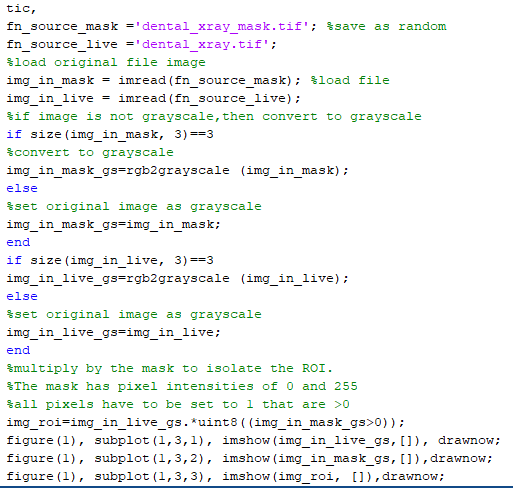 tic,
fn_source_mask ='dental_xray_mask.tif'; %save as random
fn_source_live ='dental_xray.tif';
%load original file image
img_in_mask = imread(fn_source_mask); %load file
img_in_live = imread(fn_source_live);
%if image is not grayscale,then convert to grayscale
if size(img_in_mask, 3)==3
%convert to grayscale
img_in_mask_gs=rgb2grayscale (img_in_mask);
else
%set original image as grayscale
img_in_mask_gs=img_in_mask;
end
if size(img_in_live, 3)==3
img_in_live_gs=rgb2grayscale (img_in_live);
else
%set original image as grayscale
img_in_live_gs=img_in_live;
end
%multiply by the mask to isolate the ROI.
%The mask has pixel intensities of 0 and 255
%all pixels have to be set to 1 that are >0
img_roi=img_in_live_gs.*uint8((img_in_mask_gs>0));
figure(1), subplot(1,3,1), imshow(img_in_live_gs,[]), drawnow;
figure(1), subplot(1,3,2), imshow(img_in_mask_gs,[]),drawnow;
figure(1), subplot(1,3,3), imshow(img_roi, []),drawnow;